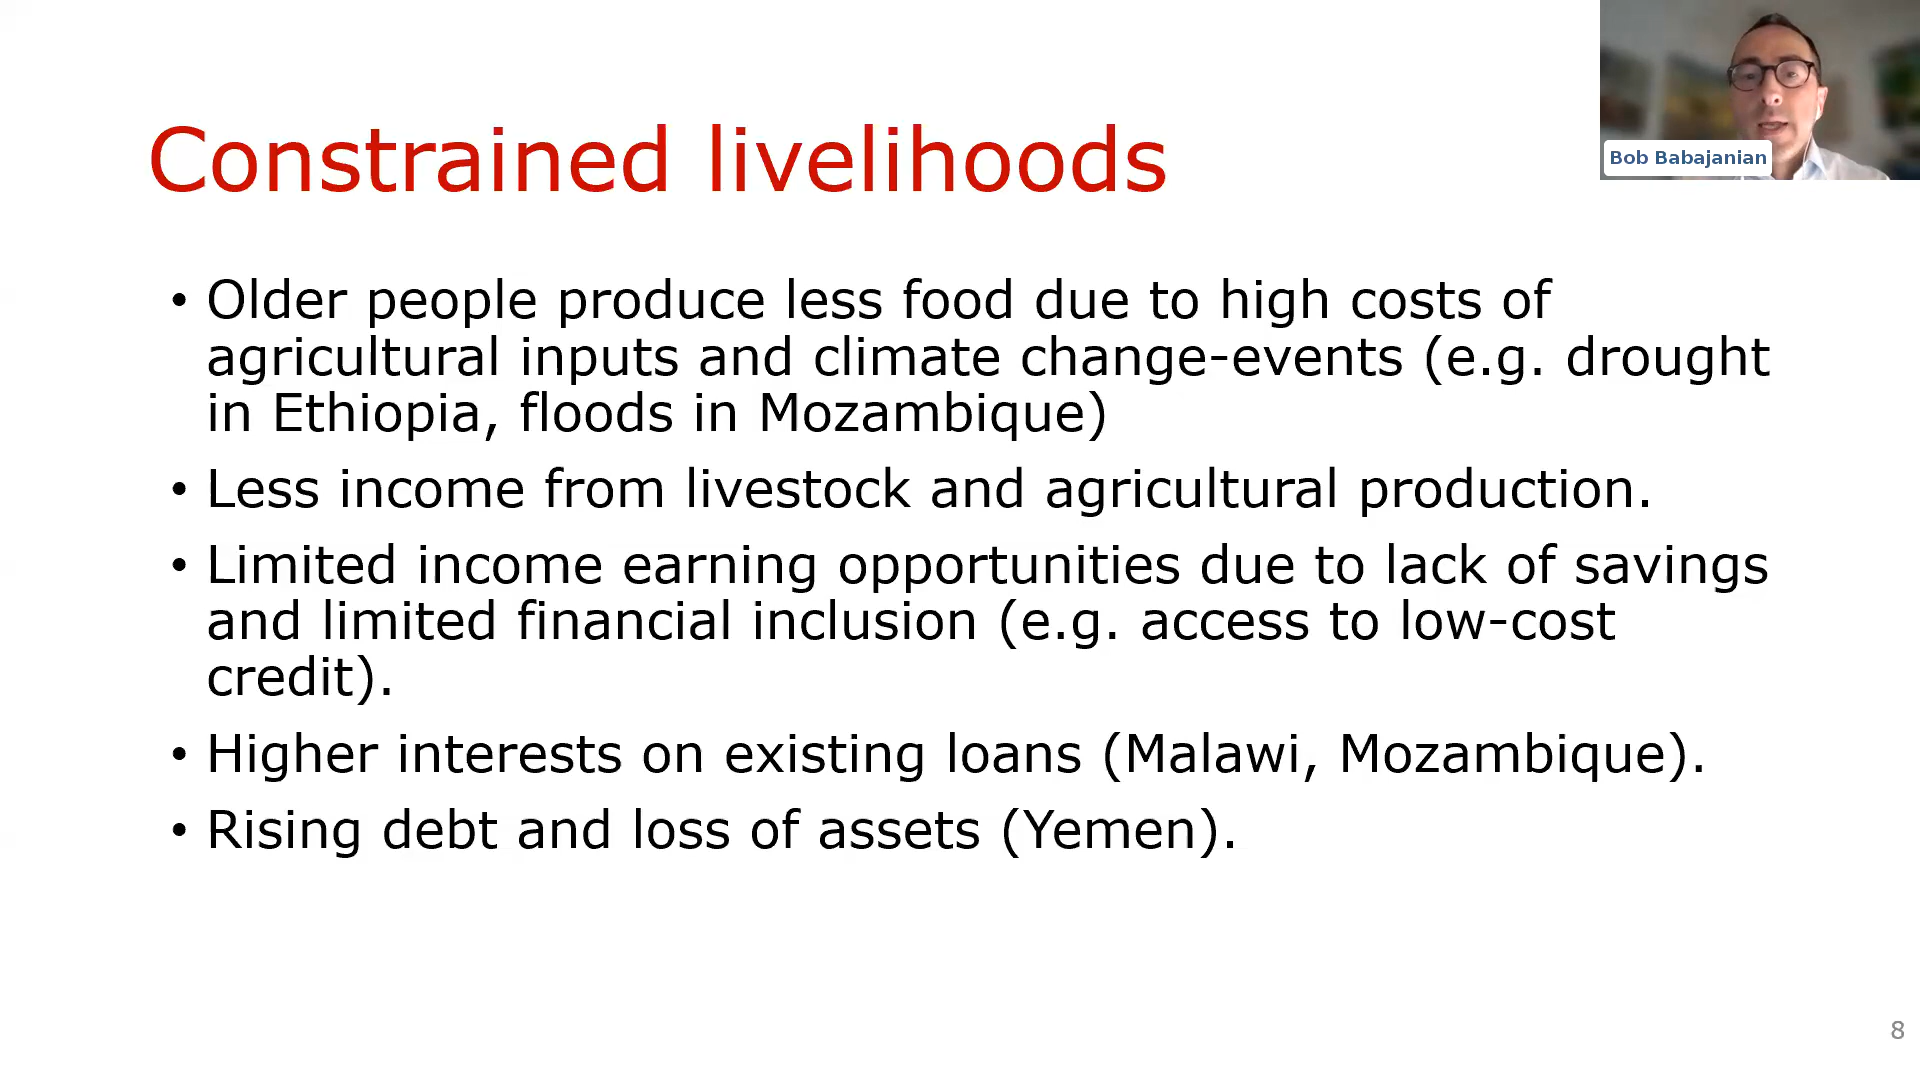 Constrained livelihoods
Bob Babajanian
• Older people produce less food due to high costs of
agricultural inputs and climate change-events (e.g. drought
in Ethiopia, floods in Mozambique)
• Less income from livestock and agricultural production.
• Limited income earning opportunities due to lack of savings
and limited financial inclusion (e.g. access to low-cost
credit).
• Higher interests on existing loans (Malawi, Mozambique).
• Rising debt and loss of assets (Yemen).
8